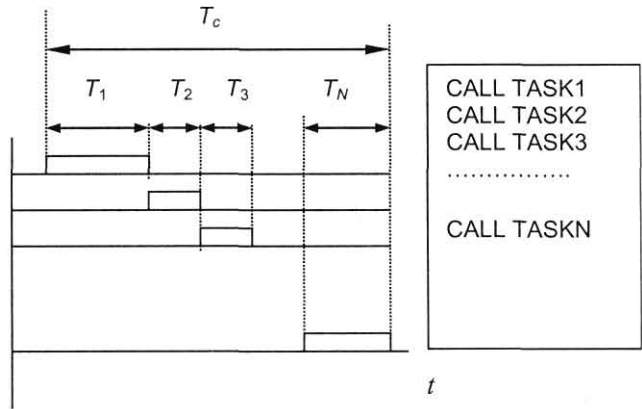 T_c
T_1 T_2 T_3 T_N
CALL TASK1
CALL TASK2
CALL TASK3
................
CALL TASKN
t